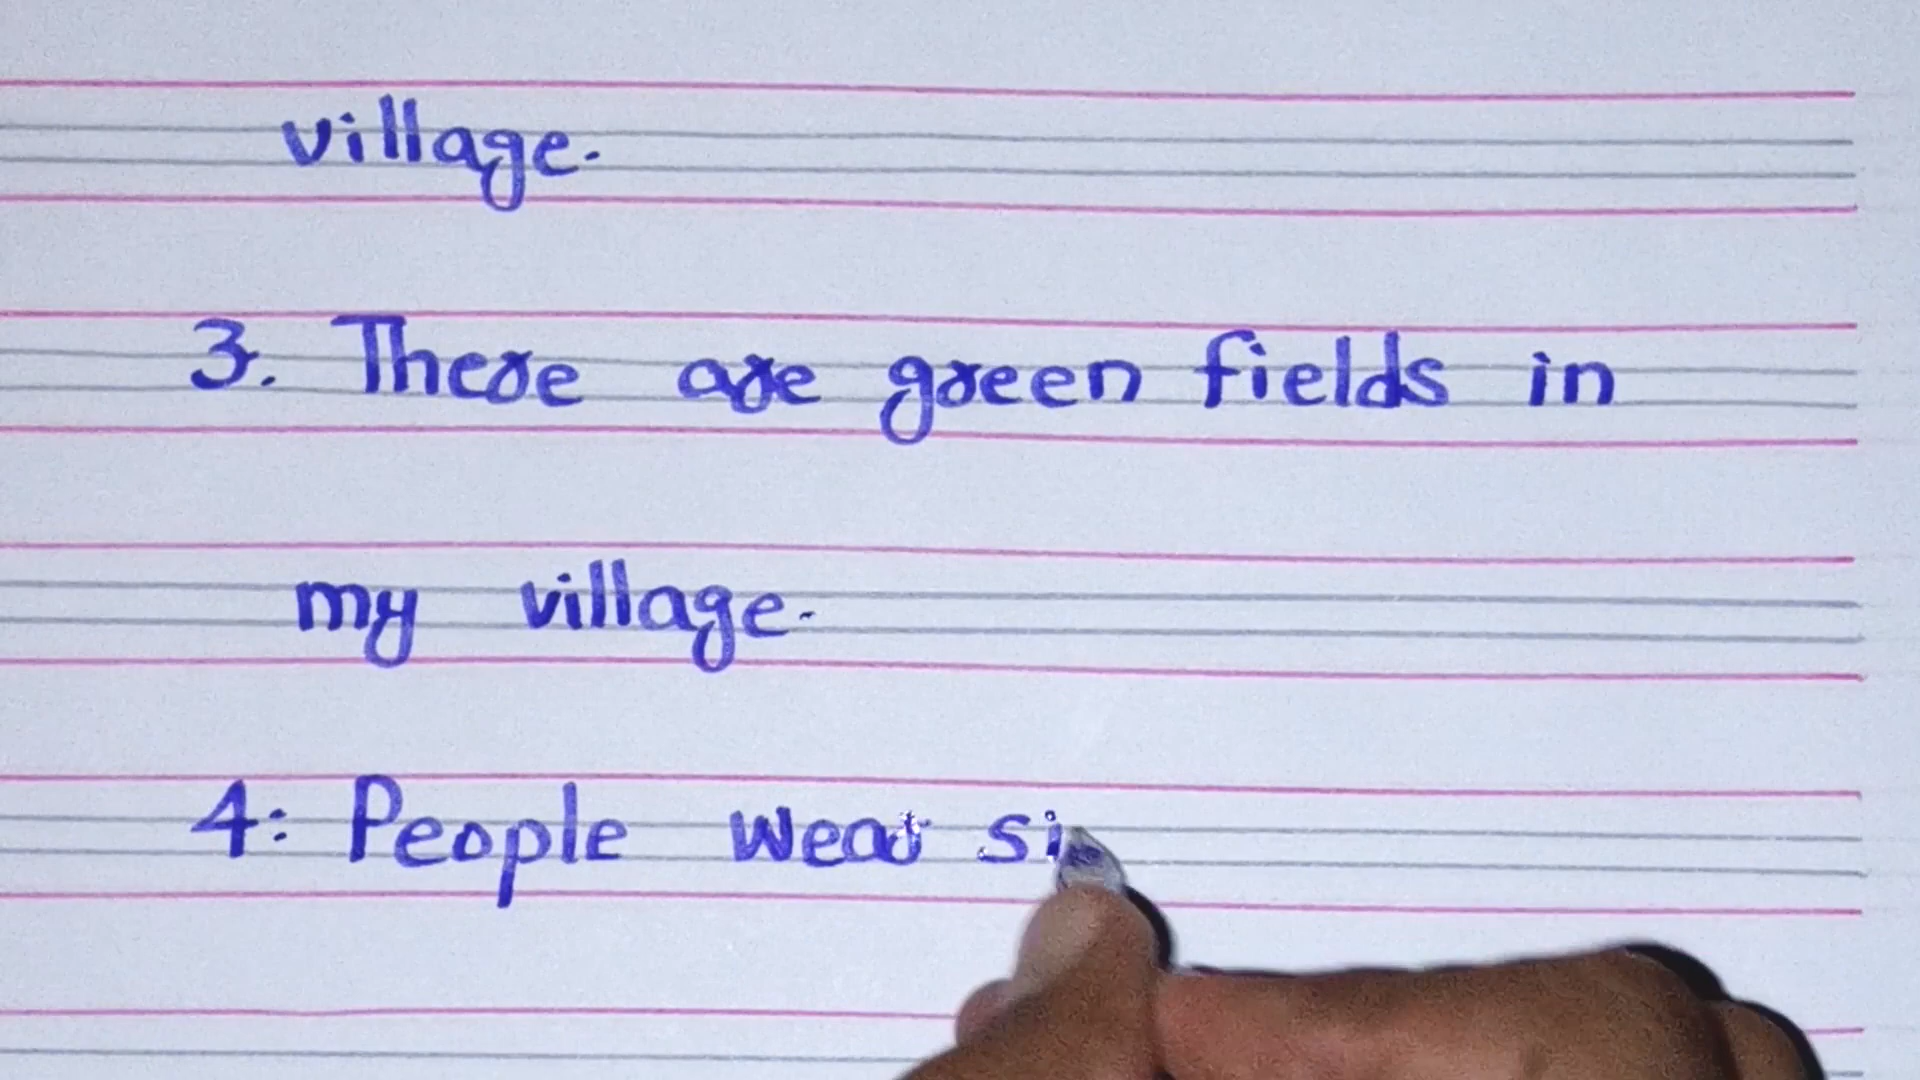 village.
3. There are green fields in
my village.
4: People wear si